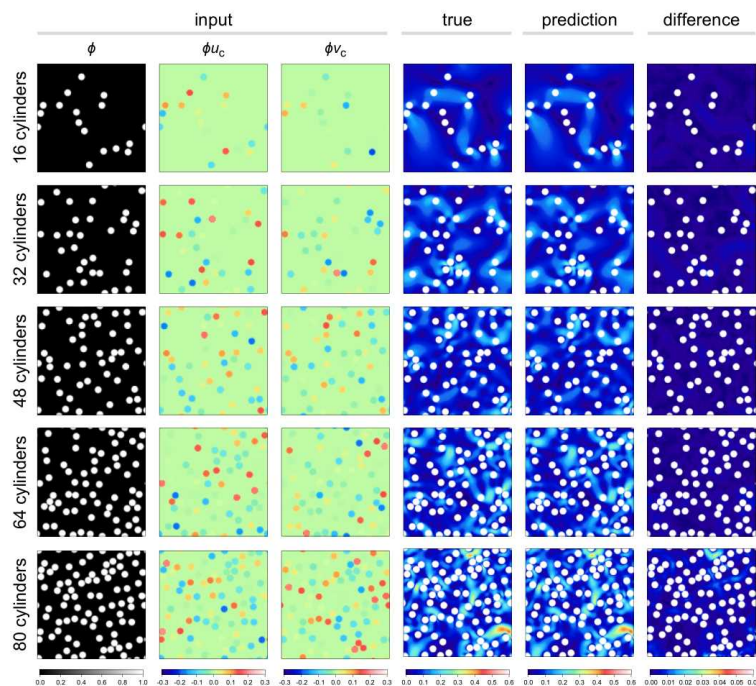 input true prediction difference
ϕ ϕu꜀ ϕv꜀
16 cylinders
32 cylinders
48 cylinders
64 cylinders
80 cylinders
0.0 0.2 0.4 0.6 0.8 1.0 -0.3 -0.2 -0.1 0.0 0.1 0.2 0.3 -0.3 -0.2 -0.1 0.0 0.1 0.2 0.3 0.0 0.1 0.2 0.3 0.4 0.5 0.6 0.0 0.1 0.2 0.3 0.4 0.5 0.6 0.00 0.01 0.02 0.03 0.04 0.05 0.06